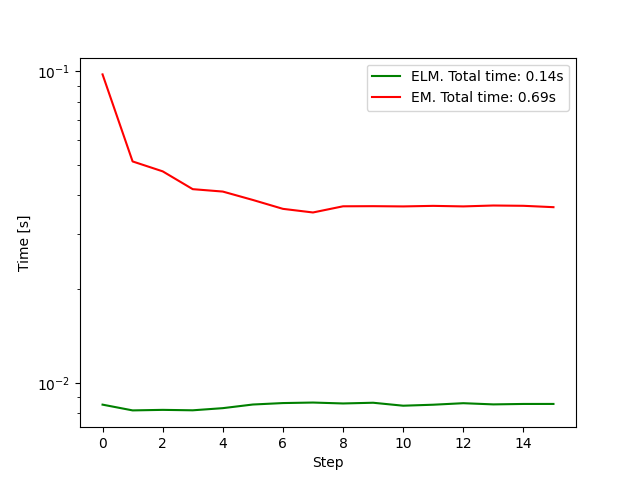 10⁻¹
ELM. Total time: 0.14s
EM. Total time: 0.69s
Time [s]
10⁻²
0 2 4 6 8 10 12 14
Step